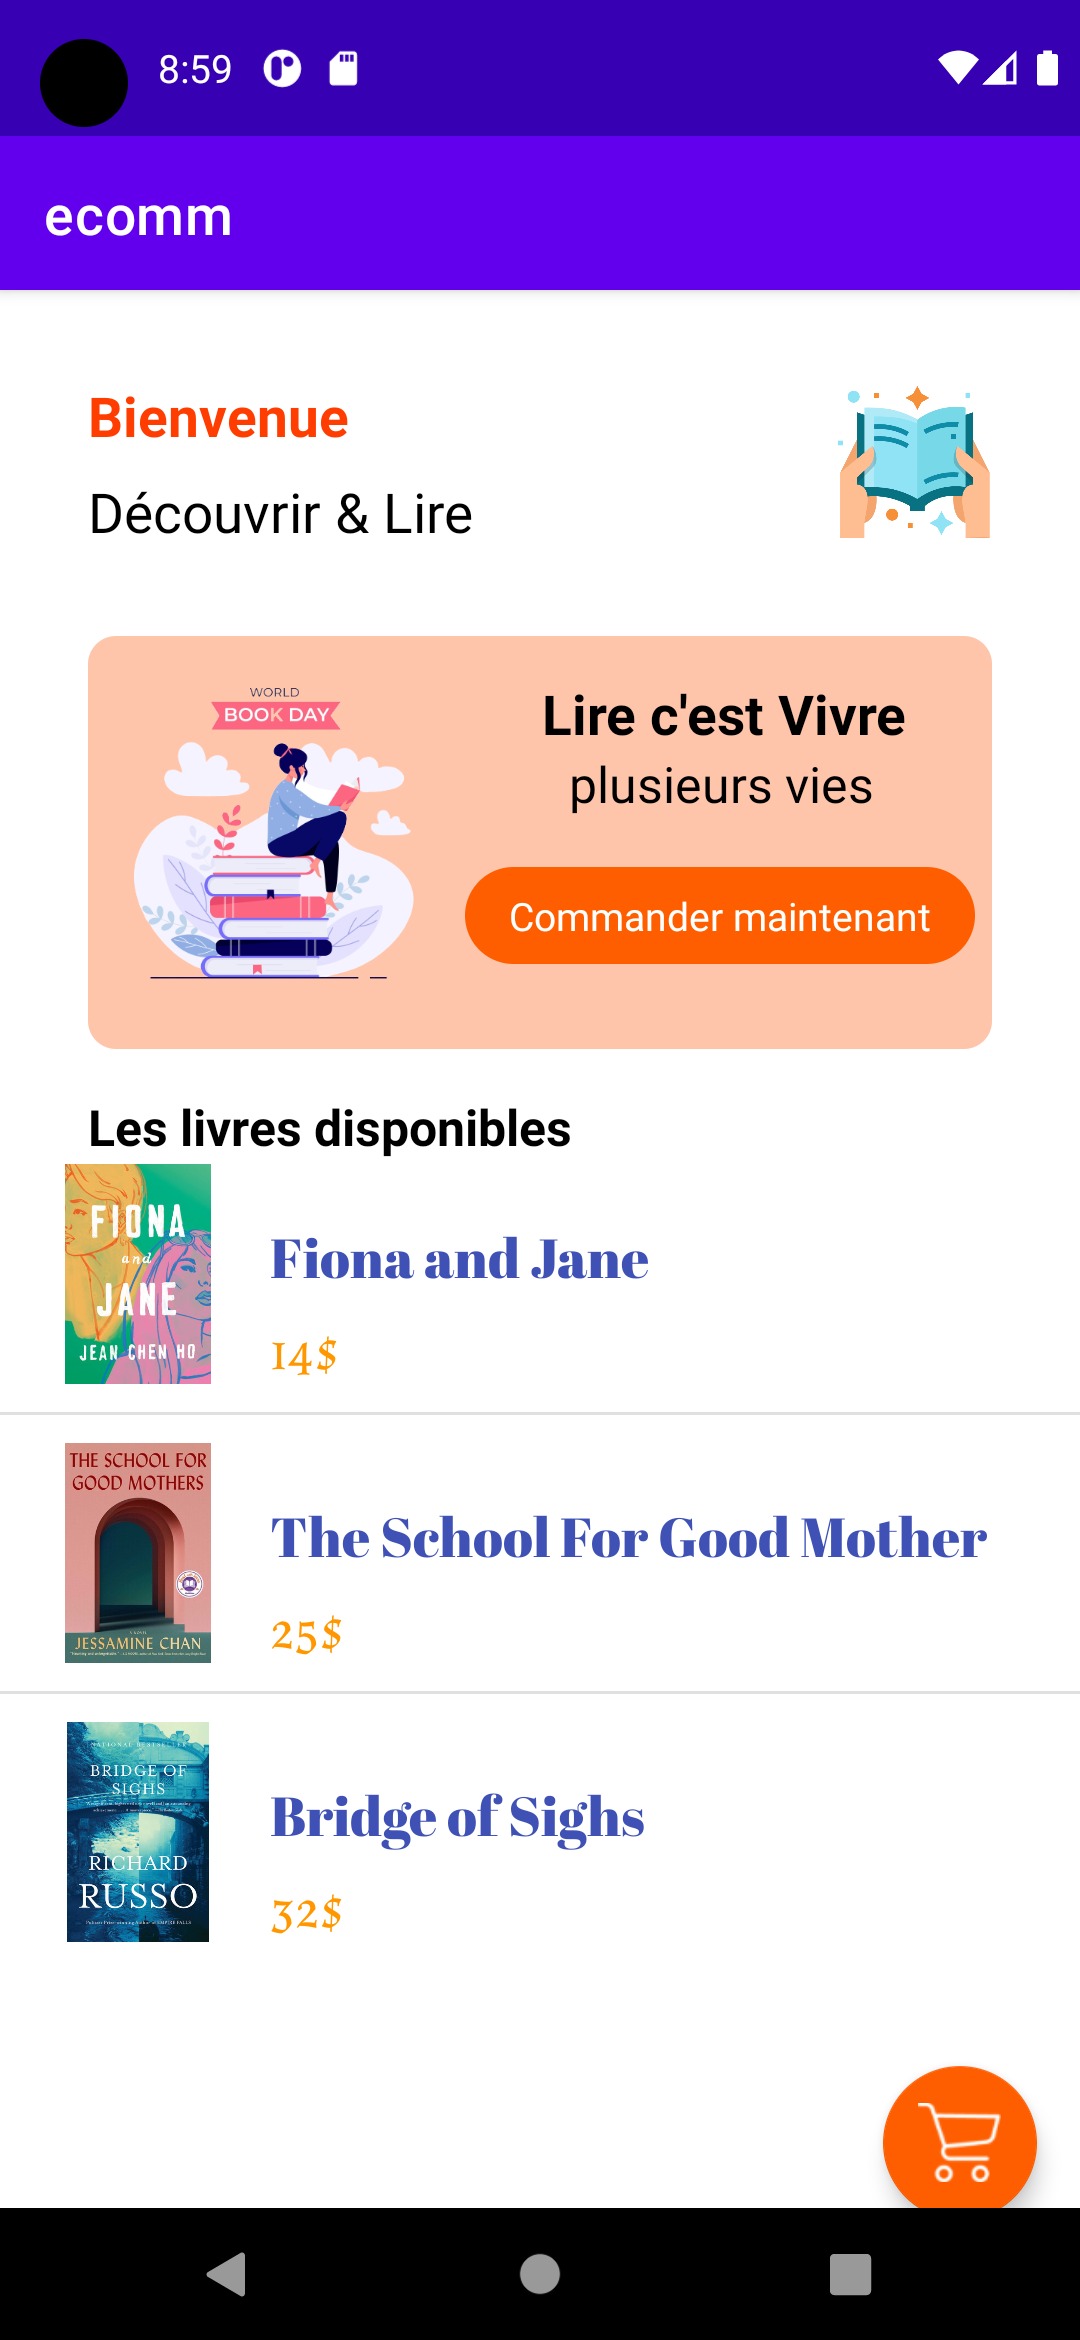 8:59
ecomm
Bienvenue
Découvrir & Lire
WORLD
BOOK DAY
Lire c'est Vivre
plusieurs vies
Commander maintenant
Les livres disponibles
FIONA
and
JANE
JEAN CHEN HO
Fiona and Jane
14$
THE SCHOOL FOR
GOOD MOTHERS
JESSAMINE CHAN
The School For Good Mother
25$
NATIONAL BESTSELLER
BRIDGE OF
SIGHS
RICHARD
RUSSO
Bridge of Sighs
32$